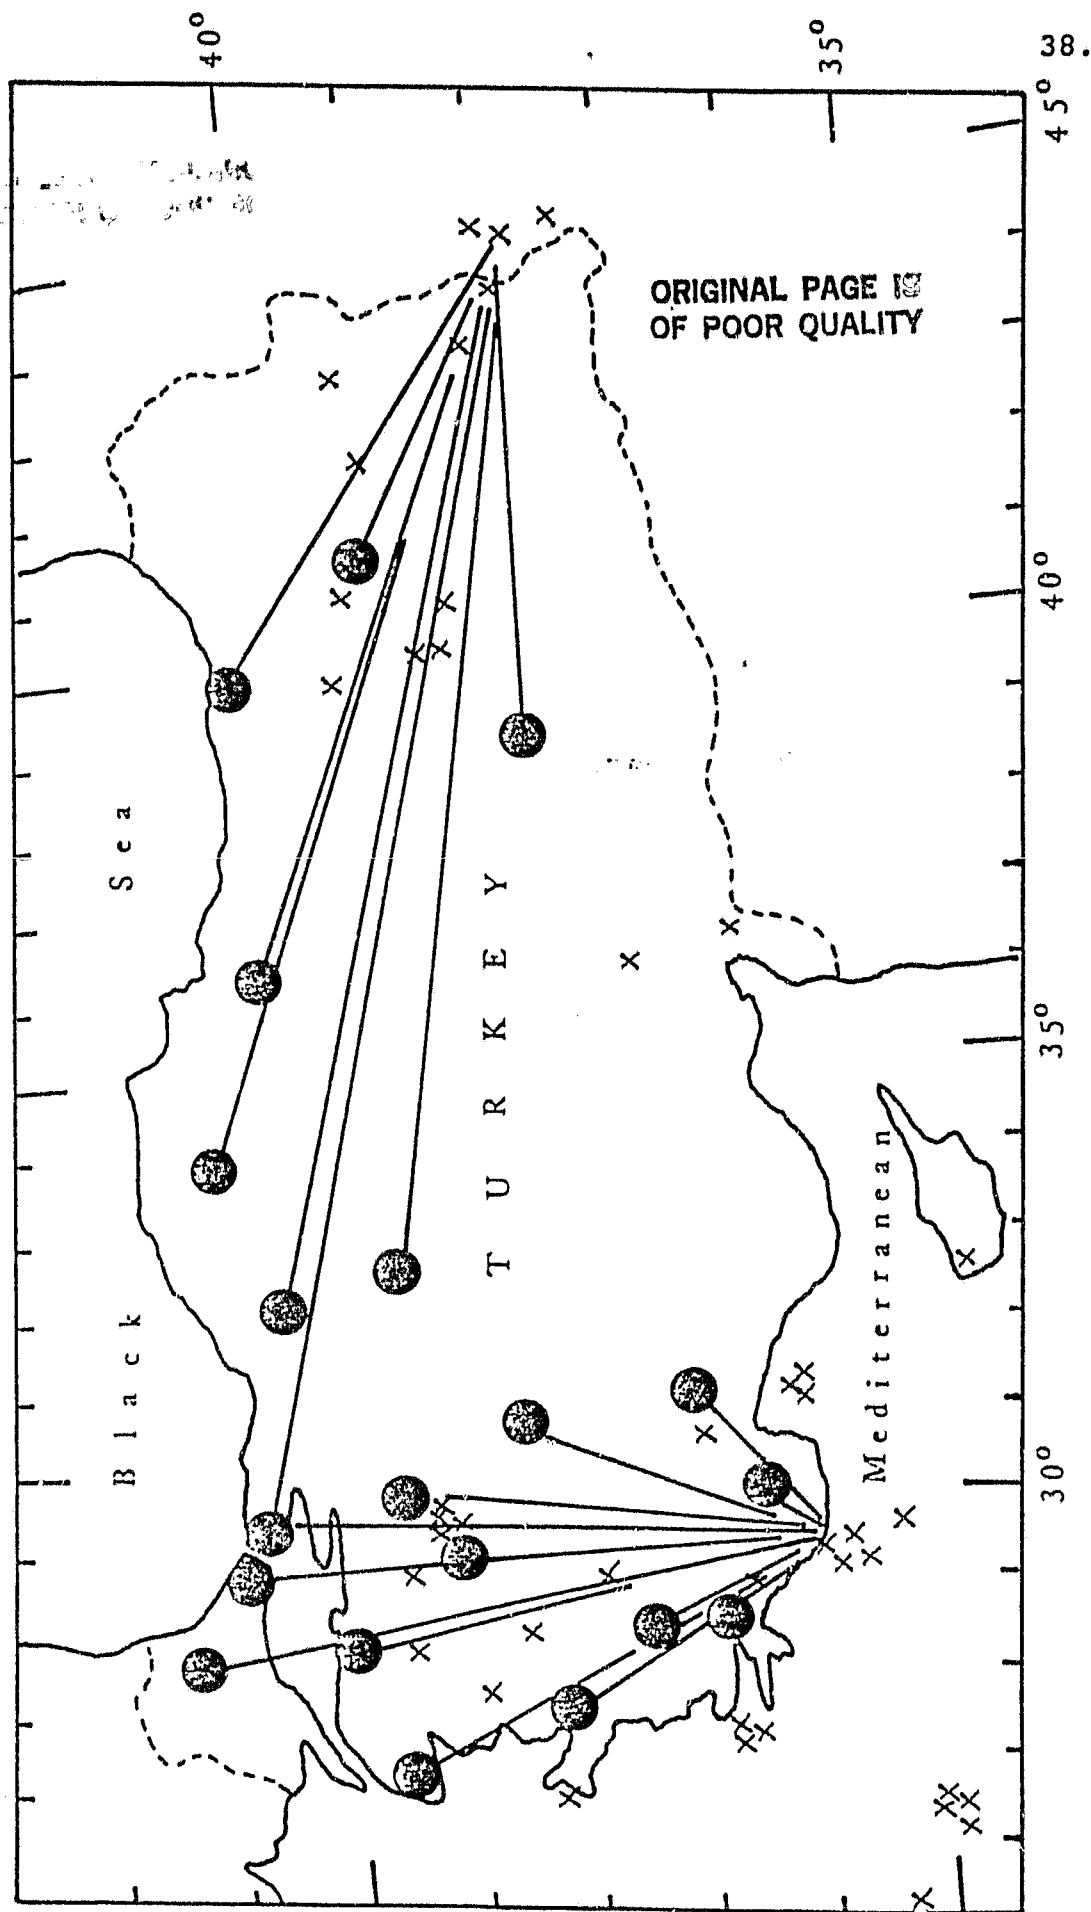 38.
40°
35°
45°
ORIGINAL PAGE IS
OF POOR QUALITY
40°
Black Sea
TURKEY
35°
Mediterranean
30°